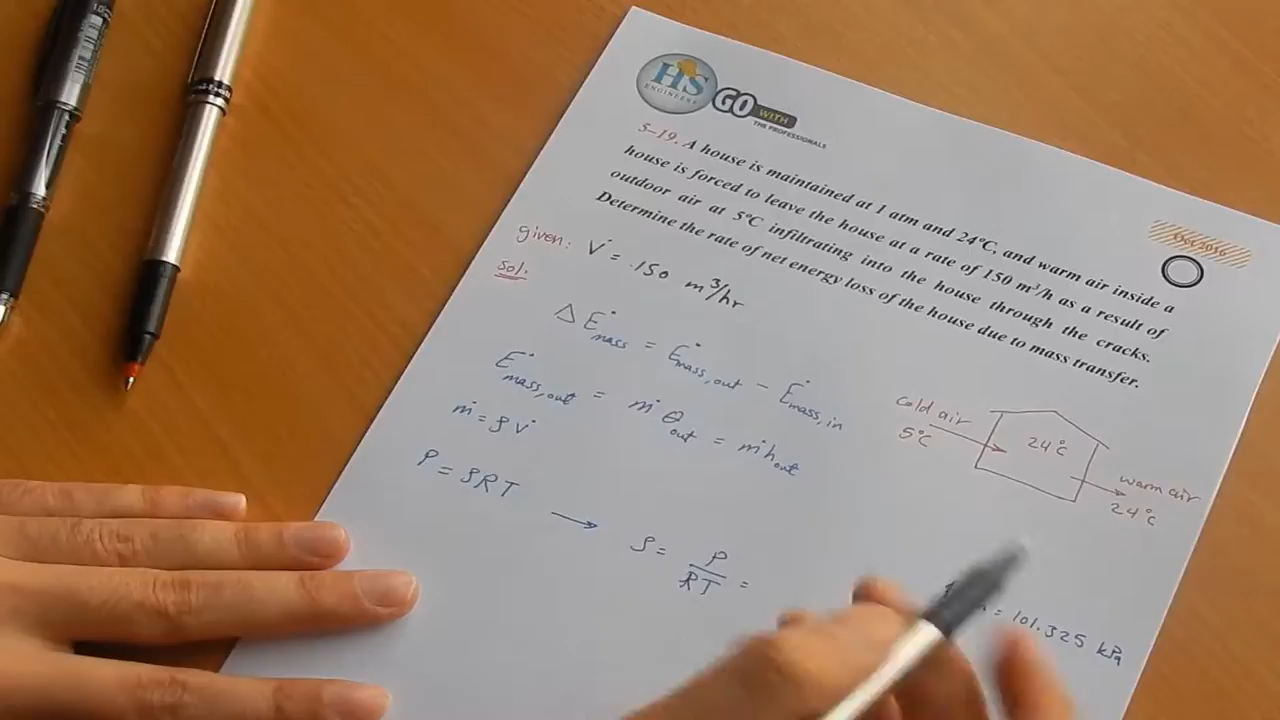 HS
ENGINEERS
GO WITH
THE PROFESSIONALS
Oct 2016
5-19. A house is maintained at 1 atm and 24°C, and warm air inside a
house is forced to leave the house at a rate of 150 m³/h as a result of
outdoor air at 5°C infiltrating into the house through the cracks.
Determine the rate of net energy loss of the house due to mass transfer.
given: V̇ = 150 m³/hr
Sol.
ΔĖmass = Ėmass,out - Ėmass,in
Ėmass,out = ṁ θout = ṁ hout
ṁ = ρV̇
P = ρRT → ρ = P/RT =
cold air
5°C
24°C
warm air
24°C
= 101.325 kPa